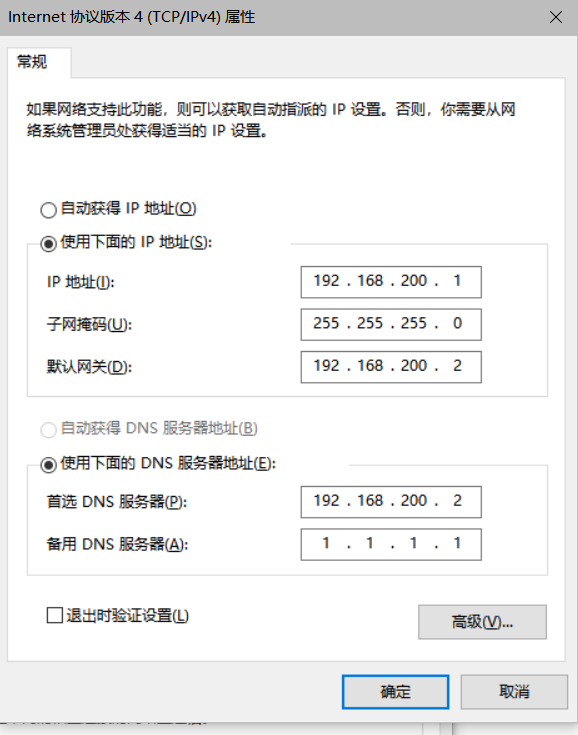 Internet 协议版本 4 (TCP/IPv4) 属性
常规
如果网络支持此功能，则可以获取自动指派的 IP 设置。否则，你需要从网
络系统管理员处获得适当的 IP 设置。
自动获得 IP 地址(O)
使用下面的 IP 地址(S):
IP 地址(I):
192 . 168 . 200 . 1
子网掩码(U):
255 . 255 . 255 . 0
默认网关(D):
192 . 168 . 200 . 2
自动获得 DNS 服务器地址(B)
使用下面的 DNS 服务器地址(E):
首选 DNS 服务器(P):
192 . 168 . 200 . 2
备用 DNS 服务器(A):
1 . 1 . 1 . 1
退出时验证设置(L)
高级(V)...
确定
取消